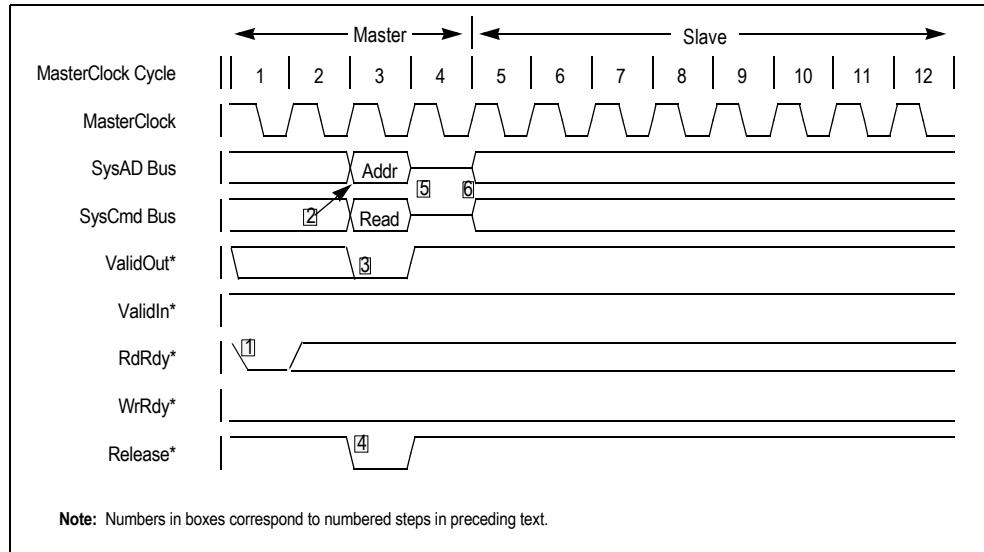 Master Slave
MasterClock Cycle 1 2 3 4 5 6 7 8 9 10 11 12
MasterClock
SysAD Bus Addr
5 6
SysCmd Bus 2 Read
ValidOut* 3
ValidIn*
RdRdy* 1
WrRdy*
Release* 4
Note: Numbers in boxes correspond to numbered steps in preceding text.